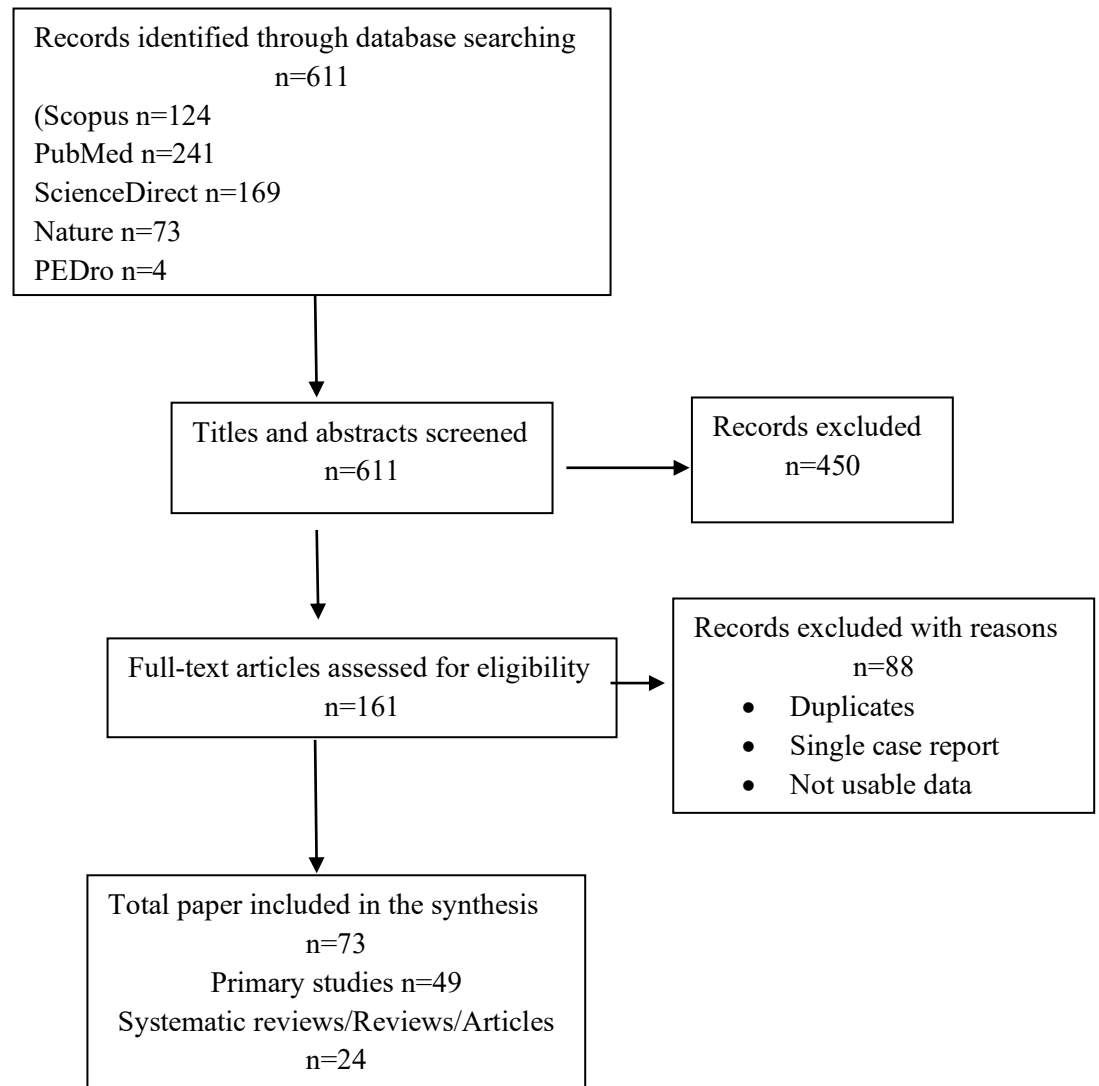 Records identified through database searching
n=611
(Scopus n=124
PubMed n=241
ScienceDirect n=169
Nature n=73
PEDro n=4
Titles and abstracts screened
n=611
Records excluded
n=450
Full-text articles assessed for eligibility
n=161
Records excluded with reasons
n=88
• Duplicates
• Single case report
• Not usable data
Total paper included in the synthesis
n=73
Primary studies n=49
Systematic reviews/Reviews/Articles
n=24